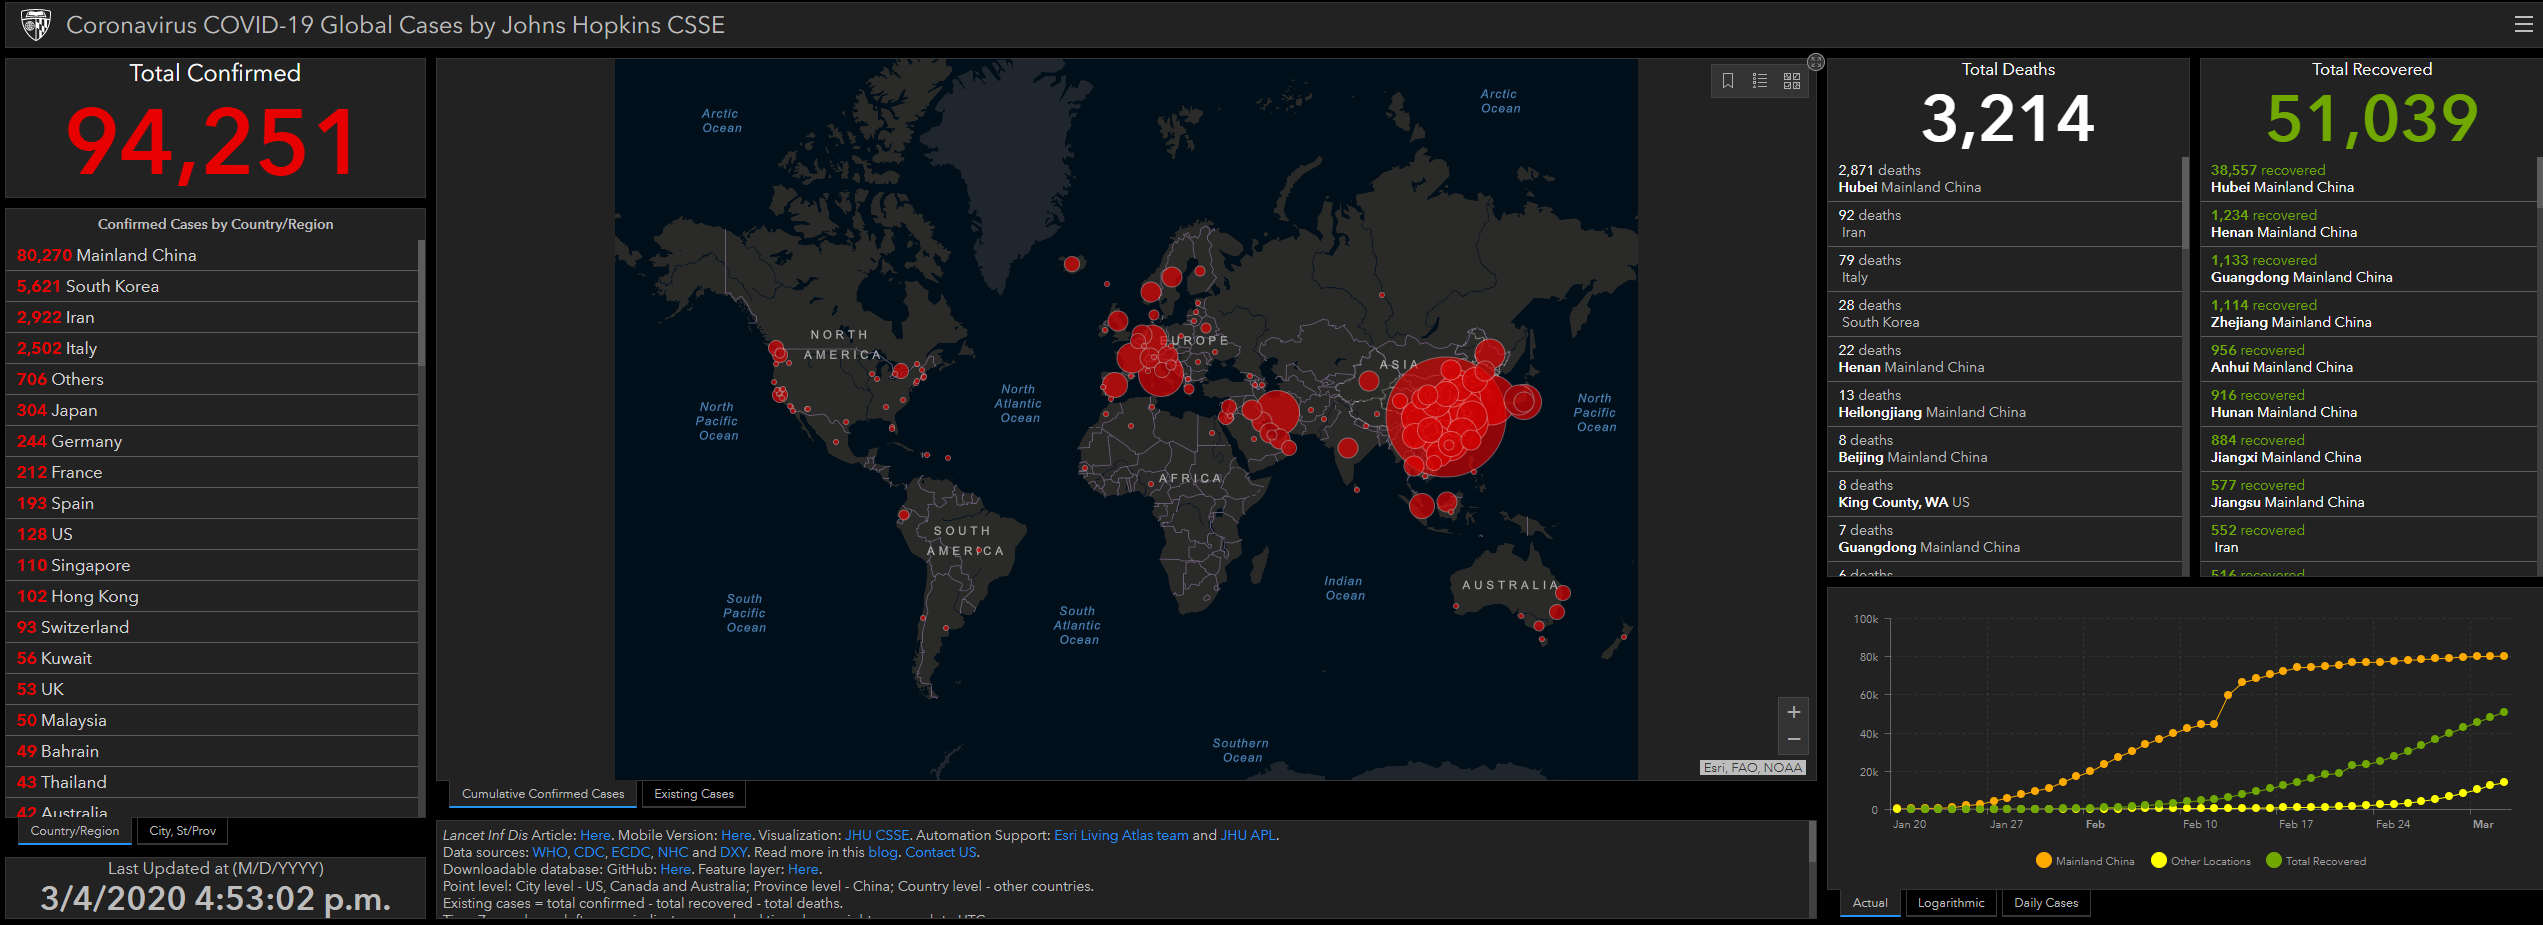 Coronavirus COVID-19 Global Cases by Johns Hopkins CSSE
Total Confirmed
94,251
Confirmed Cases by Country/Region
80,270 Mainland China
5,621 South Korea
2,922 Iran
2,502 Italy
706 Others
304 Japan
244 Germany
212 France
193 Spain
128 US
110 Singapore
102 Hong Kong
93 Switzerland
56 Kuwait
53 UK
50 Malaysia
49 Bahrain
43 Thailand
42 Australia
Country/Region
City, St/Prov
Last Updated at (M/D/YYYY)
3/4/2020 4:53:02 p.m.
Arctic
Ocean
Arctic
Ocean
NORTH
AMERICA
EUROPE
ASIA
North
Pacific
Ocean
North
Atlantic
Ocean
North
Pacific
Ocean
AFRICA
SOUTH
AMERICA
AUSTRALIA
Indian
Ocean
South
Pacific
Ocean
South
Atlantic
Ocean
Southern
Ocean
+
−
Esri, FAO, NOAA
Cumulative Confirmed Cases
Existing Cases
Lancet Inf Dis Article: Here. Mobile Version: Here. Visualization: JHU CSSE. Automation Support: Esri Living Atlas team and JHU APL.
Data sources: WHO, CDC, ECDC, NHC and DXY. Read more in this blog. Contact US.
Downloadable database: GitHub: Here. Feature layer: Here.
Point level: City level - US, Canada and Australia; Province level - China; Country level - other countries.
Existing cases = total confirmed - total recovered - total deaths.
Total Deaths
3,214
2,871 deaths
Hubei Mainland China
92 deaths
Iran
79 deaths
Italy
28 deaths
South Korea
22 deaths
Henan Mainland China
13 deaths
Heilongjiang Mainland China
8 deaths
Beijing Mainland China
8 deaths
King County, WA US
7 deaths
Guangdong Mainland China
6 deaths
Total Recovered
51,039
38,557 recovered
Hubei Mainland China
1,234 recovered
Henan Mainland China
1,133 recovered
Guangdong Mainland China
1,114 recovered
Zhejiang Mainland China
956 recovered
Anhui Mainland China
916 recovered
Hunan Mainland China
884 recovered
Jiangxi Mainland China
577 recovered
Jiangsu Mainland China
552 recovered
Iran
516 recovered
100k
80k
60k
40k
20k
0
Jan 20
Jan 27
Feb
Feb 10
Feb 17
Feb 24
Mar
Mainland China
Other Locations
Total Recovered
Actual
Logarithmic
Daily Cases